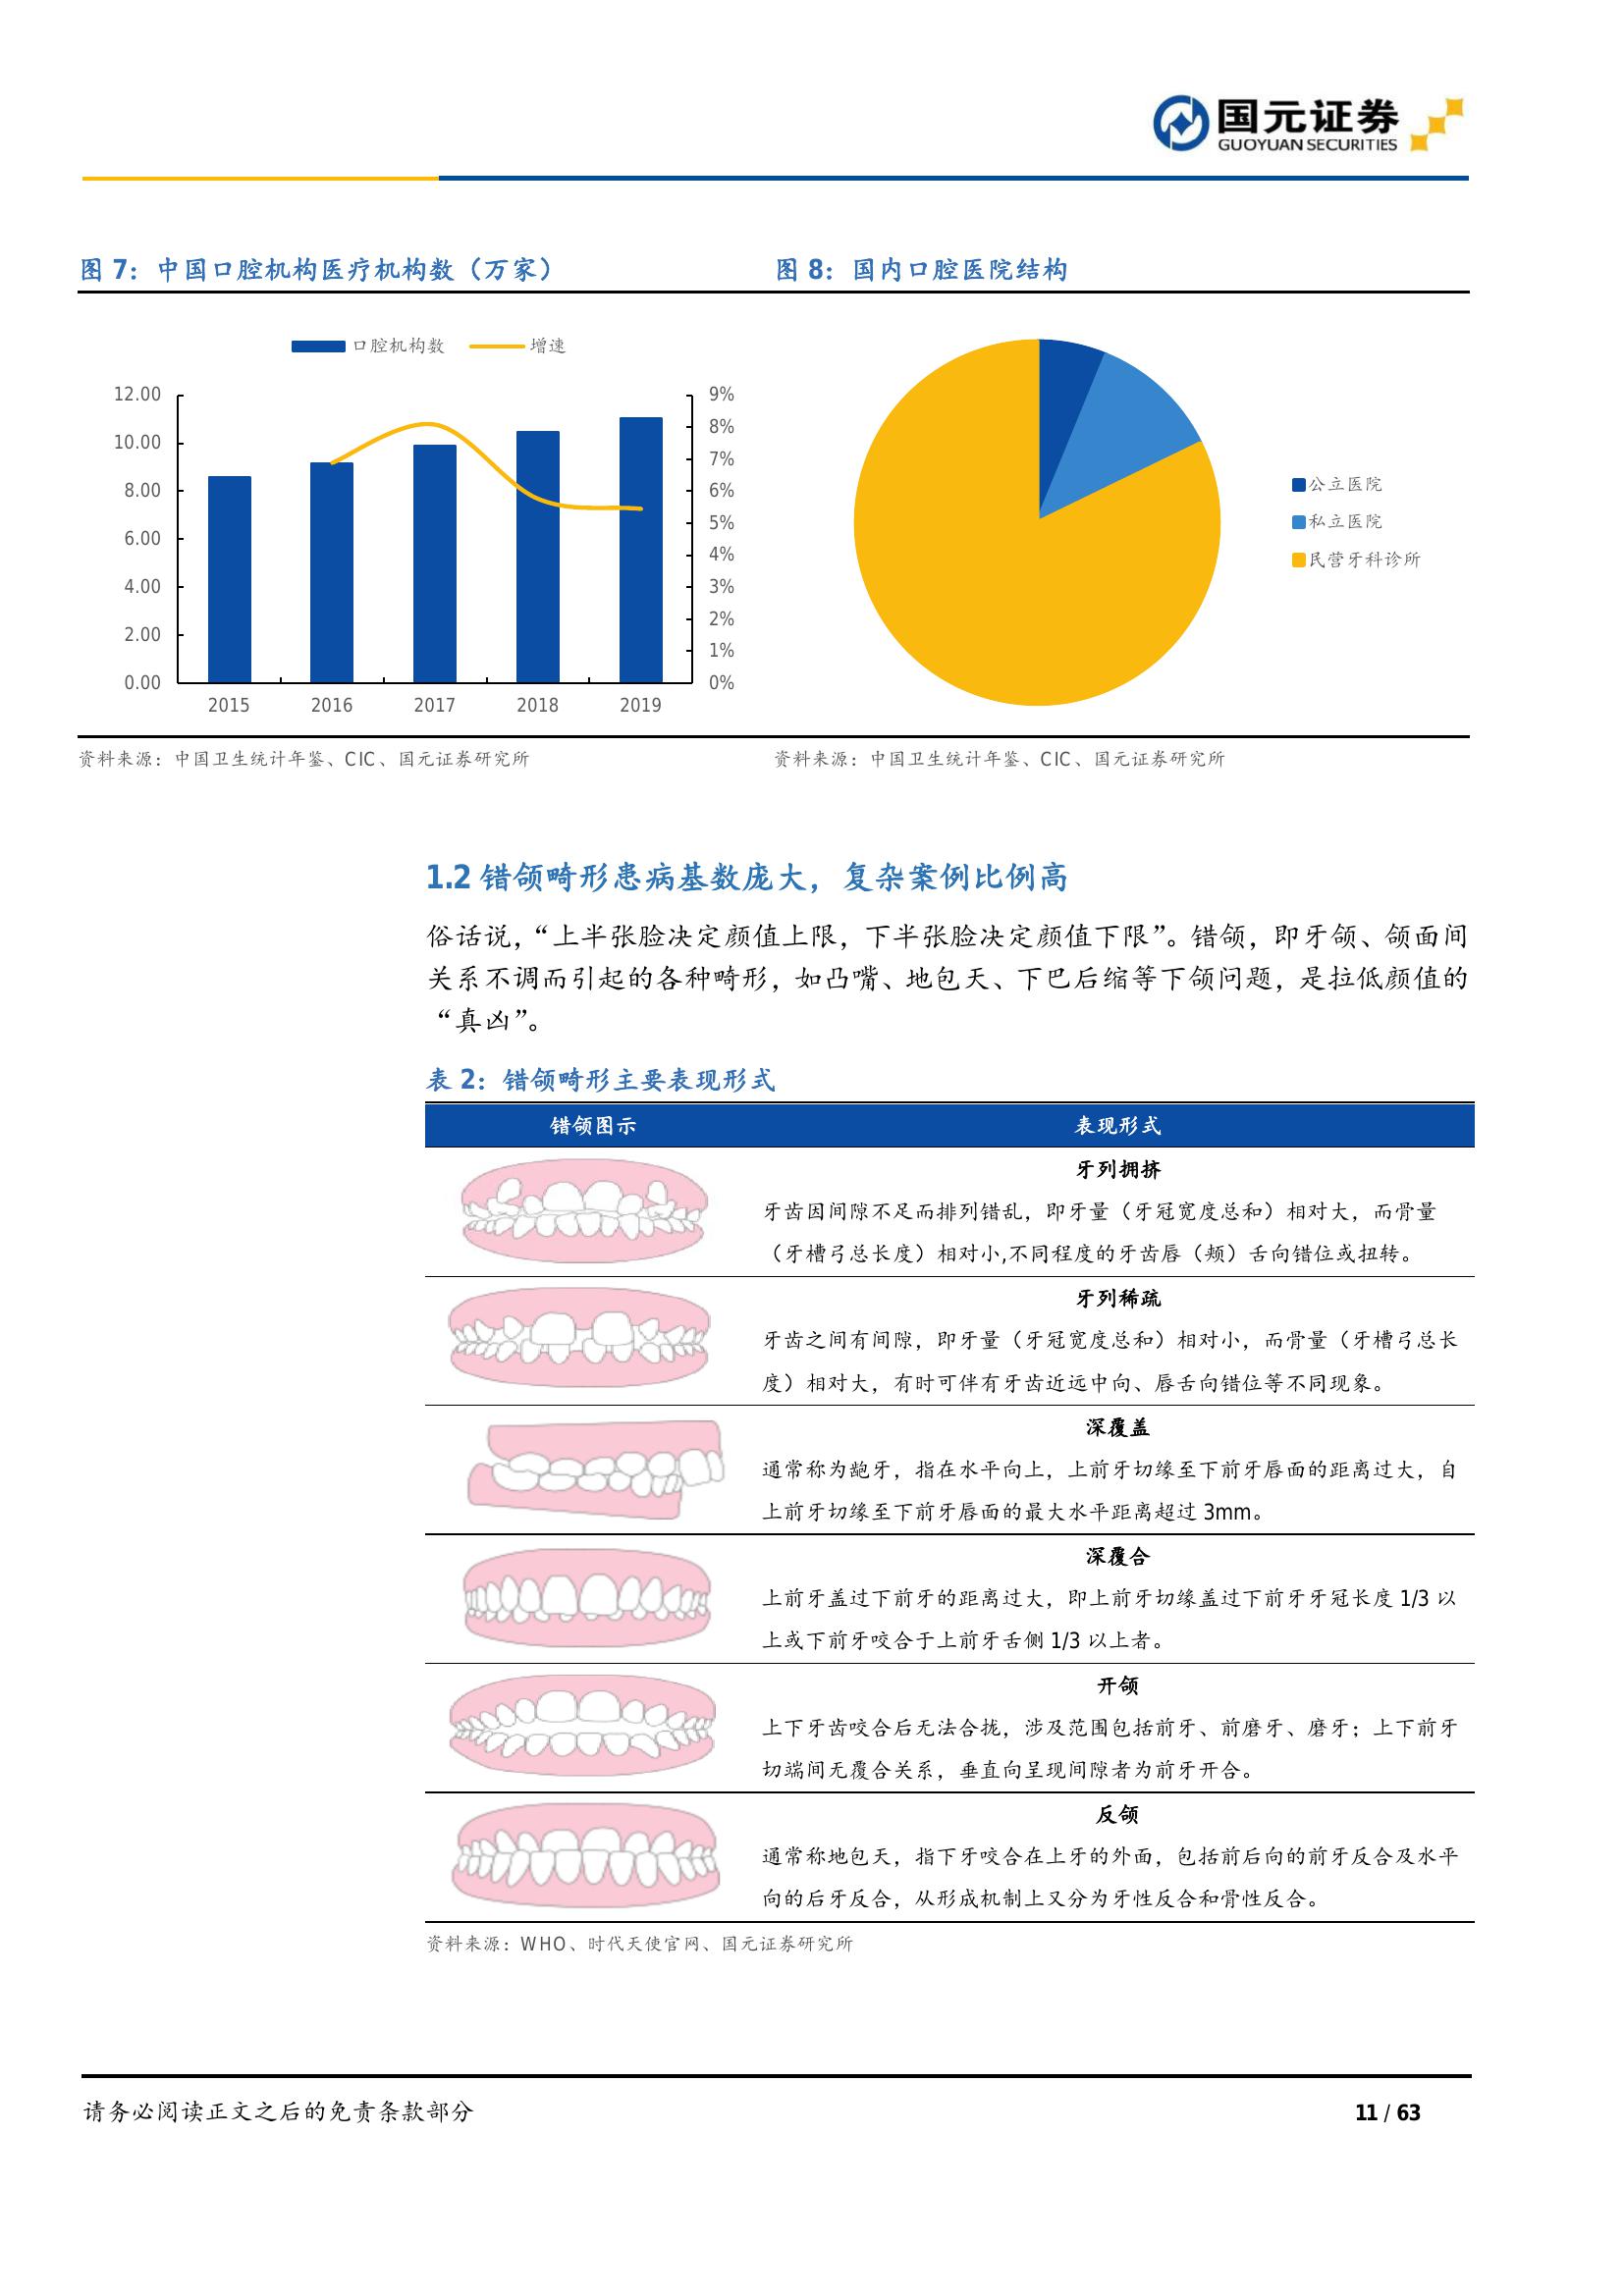 国元证券
GUOYUAN SECURITIES
图 7：中国口腔机构医疗机构数（万家）
口腔机构数 增速
12.00
10.00
8.00
6.00
4.00
2.00
0.00
9%
8%
7%
6%
5%
4%
3%
2%
1%
0%
2015 2016 2017 2018 2019
资料来源：中国卫生统计年鉴、CIC、国元证券研究所
图 8：国内口腔医院结构
公立医院
私立医院
民营牙科诊所
资料来源：中国卫生统计年鉴、CIC、国元证券研究所
1.2 错颌畸形患病基数庞大，复杂案例比例高
俗话说，“上半张脸决定颜值上限，下半张脸决定颜值下限”。错颌，即牙颌、颌面间
关系不调而引起的各种畸形，如凸嘴、地包天、下巴后缩等下颌问题，是拉低颜值的
“真凶”。
表 2：错颌畸形主要表现形式
错颌图示 表现形式
牙列拥挤
牙齿因间隙不足而排列错乱，即牙量（牙冠宽度总和）相对大，而骨量
（牙槽弓总长度）相对小,不同程度的牙齿唇（颊）舌向错位或扭转。
牙列稀疏
牙齿之间有间隙，即牙量（牙冠宽度总和）相对小，而骨量（牙槽弓总长
度）相对大，有时可伴有牙齿近远中向、唇舌向错位等不同现象。
深覆盖
通常称为龅牙，指在水平向上，上前牙切缘至下前牙唇面的距离过大，自
上前牙切缘至下前牙唇面的最大水平距离超过 3mm。
深覆合
上前牙盖过下前牙的距离过大，即上前牙切缘盖过下前牙牙冠长度 1/3 以
上或下前牙咬合于上前牙舌侧 1/3 以上者。
开颌
上下牙齿咬合后无法合拢，涉及范围包括前牙、前磨牙、磨牙；上下前牙
切端间无覆合关系，垂直向呈现间隙者为前牙开合。
反颌
通常称地包天，指下牙咬合在上牙的外面，包括前后向的前牙反合及水平
向的后牙反合，从形成机制上又分为牙性反合和骨性反合。
资料来源：WHO、时代天使官网、国元证券研究所
请务必阅读正文之后的免责条款部分
11 / 63